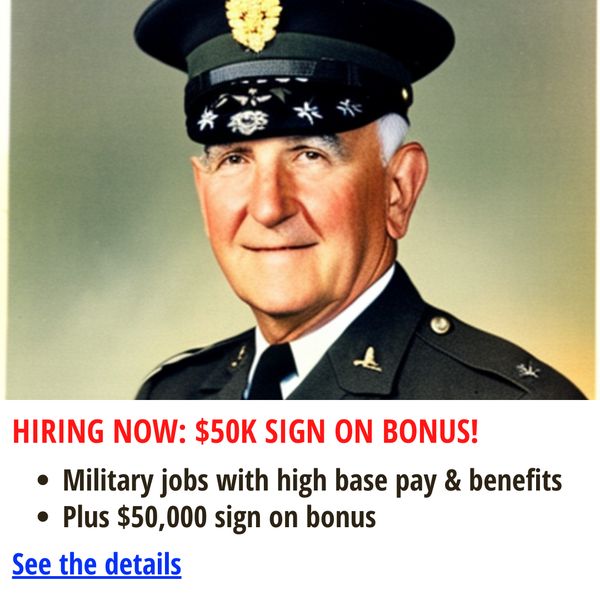 HIRING NOW: $50K SIGN ON BONUS!
• Military jobs with high base pay & benefits
• Plus $50,000 sign on bonus
See the details